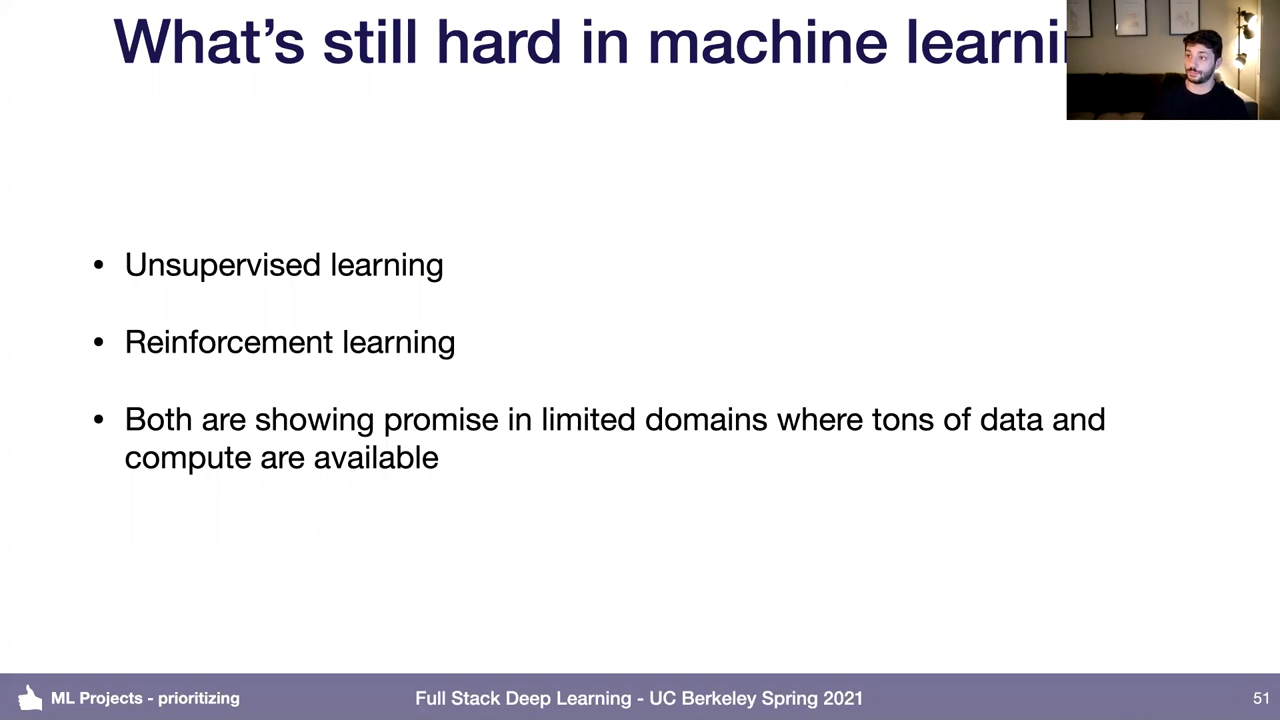 What's still hard in machine
• Unsupervised learning
• Reinforcement learning
• Both are showing promise in limited domains where tons of data and
compute are available
ML Projects - prioritizing
Full Stack Deep Learning - UC Berkeley Spring 2021
51